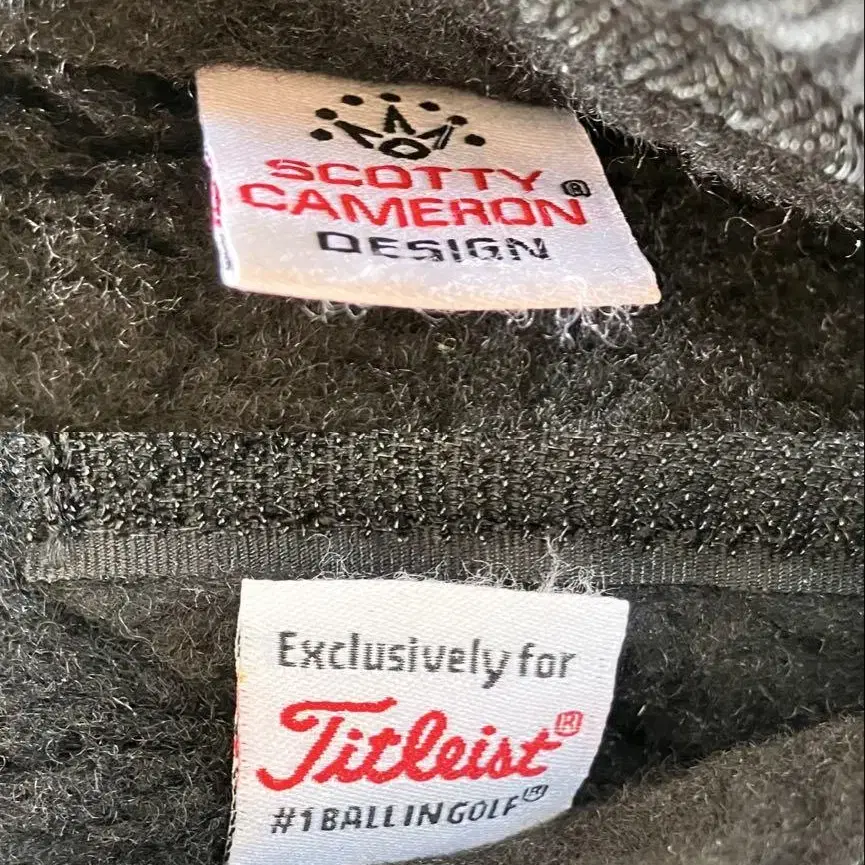 SCOTTY
CAMERON®
DESIGN
Exclusively for
Titleist®
#1 BALL IN GOLF®